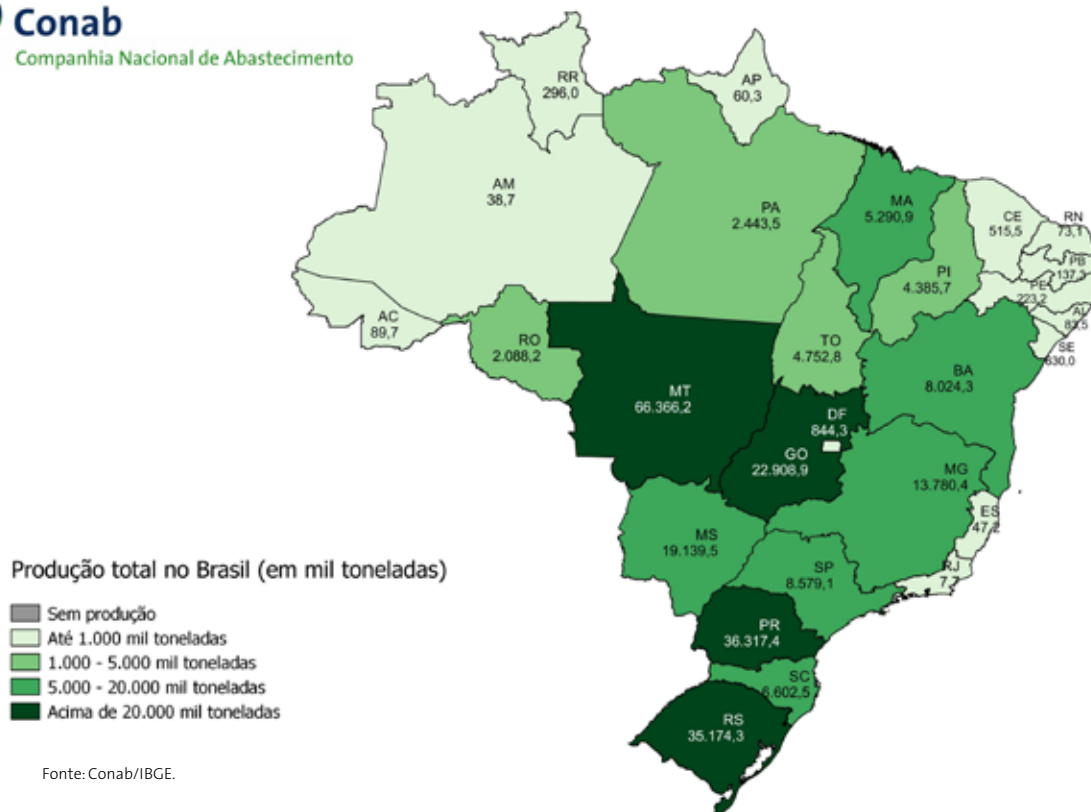 Conab
Companhia Nacional de Abastecimento
RR
296,0
AP
60,3
AM
38,7
PA
2.443,5
MA
5.290,9
CE
515,5
RN
73,1
PB
137,3
PI
4.385,7
PE
223,2
AL
83,5
SE
630,0
AC
89,7
RO
2.088,2
TO
4.752,8
BA
8.024,3
MT
66.366,2
DF
844,3
GO
22.908,9
MG
13.780,4
ES
47,2
MS
19.139,5
SP
8.579,1
RJ
7,7
PR
36.317,4
SC
6.602,5
RS
35.174,3
Produção total no Brasil (em mil toneladas)
Sem produção
Até 1.000 mil toneladas
1.000 - 5.000 mil toneladas
5.000 - 20.000 mil toneladas
Acima de 20.000 mil toneladas
Fonte: Conab/IBGE.